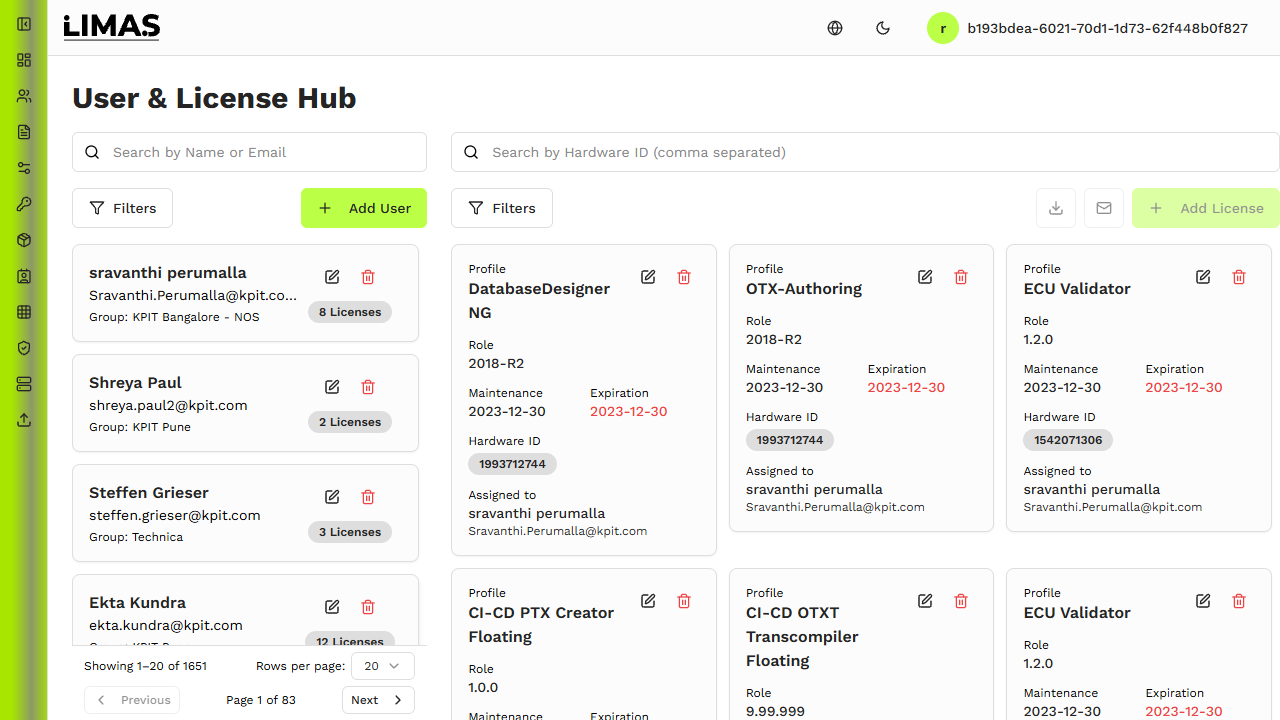 LIMAS
r
b193bdea-6021-70d1-1d73-62f448b0f827
User & License Hub
Search by Name or Email
Filters
Add User
sravanthi perumalla
Sravanthi.Perumalla@kpit.co...
Group: KPIT Bangalore - NOS
8 Licenses
Shreya Paul
shreya.paul2@kpit.com
Group: KPIT Pune
2 Licenses
Steffen Grieser
steffen.grieser@kpit.com
Group: Technica
3 Licenses
Ekta Kundra
ekta.kundra@kpit.com
12 Licenses
Showing 1–20 of 1651
Rows per page:
20
Previous
Page 1 of 83
Next
Search by Hardware ID (comma separated)
Filters
Add License
Profile
DatabaseDesigner
NG
Role
2018-R2
Maintenance
2023-12-30
Expiration
2023-12-30
Hardware ID
1993712744
Assigned to
sravanthi perumalla
Sravanthi.Perumalla@kpit.com
Profile
OTX-Authoring
Role
2018-R2
Maintenance
2023-12-30
Expiration
2023-12-30
Hardware ID
1993712744
Assigned to
sravanthi perumalla
Sravanthi.Perumalla@kpit.com
Profile
ECU Validator
Role
1.2.0
Maintenance
2023-12-30
Expiration
2023-12-30
Hardware ID
1542071306
Assigned to
sravanthi perumalla
Sravanthi.Perumalla@kpit.com
Profile
CI-CD PTX Creator
Floating
Role
1.0.0
Maintenance
Expiration
Profile
CI-CD OTXT
Transcompiler
Floating
Role
9.99.999
Profile
ECU Validator
Role
1.2.0
Maintenance
2023-12-30
Expiration
2023-12-30